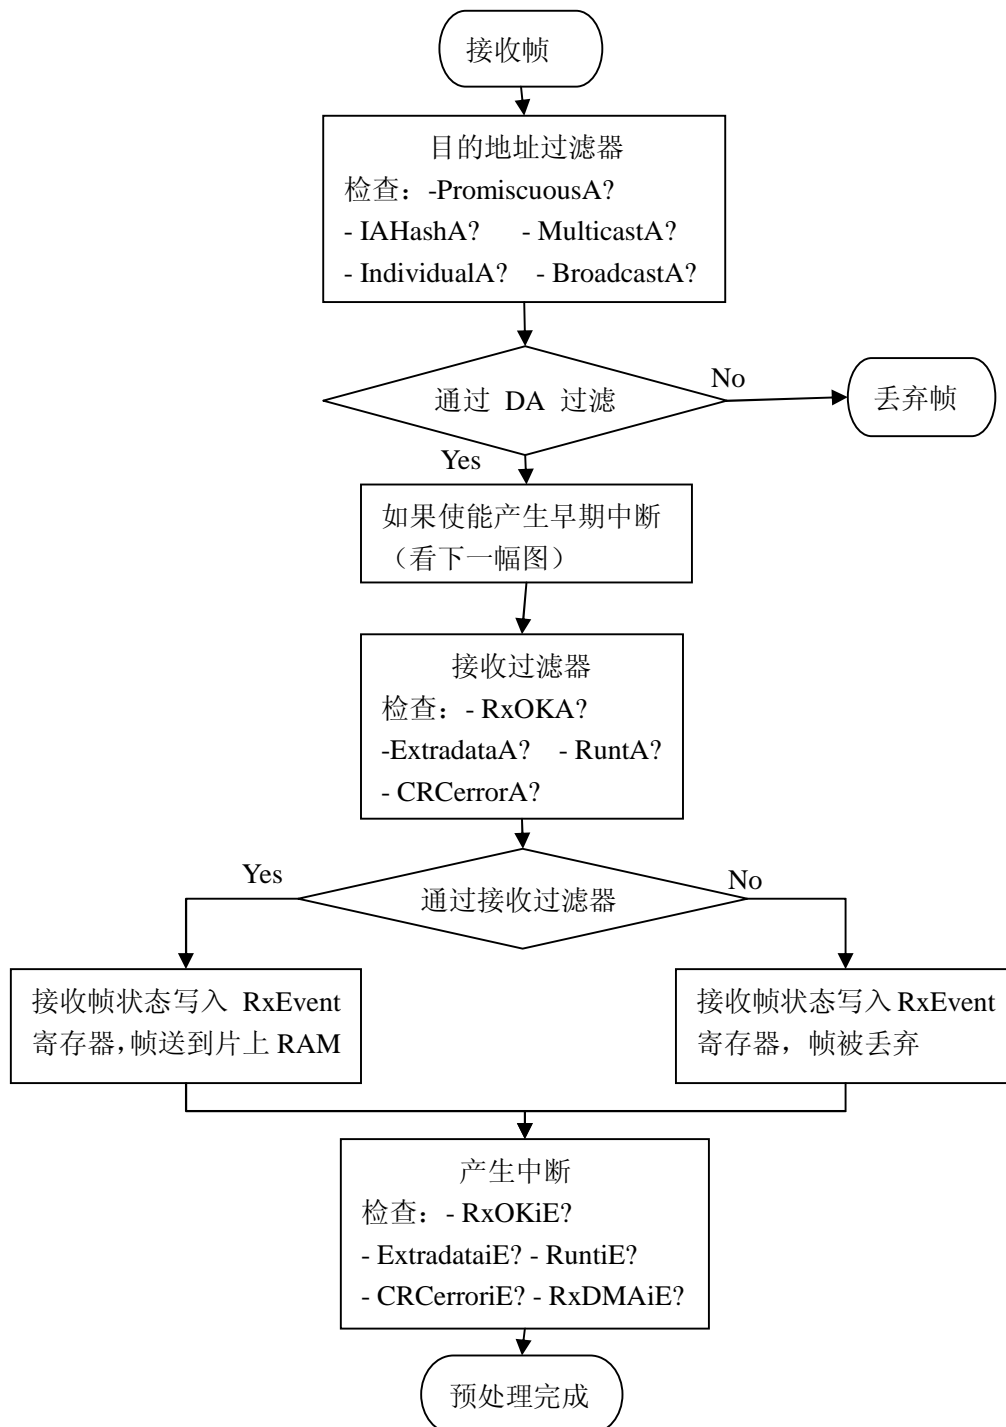 接收帧
目的地址过滤器
检查：-PromiscuousA?
- IAHashA? - MulticastA?
- IndividualA? - BroadcastA?
通过 DA 过滤
No
丢弃帧
Yes
如果使能产生早期中断
（看下一幅图）
接收过滤器
检查：- RxOKA?
-ExtradataA? - RuntA?
- CRCerrorA?
Yes
通过接收过滤器
No
接收帧状态写入 RxEvent
寄存器，帧送到片上 RAM
接收帧状态写入 RxEvent
寄存器，帧被丢弃
产生中断
检查：- RxOKiE?
- ExtradataiE? - RuntiE?
- CRCerroriE? - RxDMAiE?
预处理完成